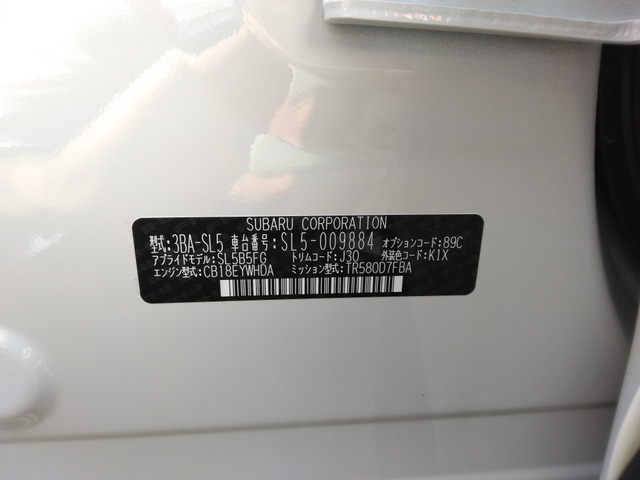 SUBARU CORPORATION
型式:3BA-SL5 車台番号:SL5-009884 オプションコード:89C
アプライドモデル:SL5B5FG トリムコード:J30 外装色コード:K1X
エンジン型式:CB18EYWHDA ミッション型式:TR580D7FBA